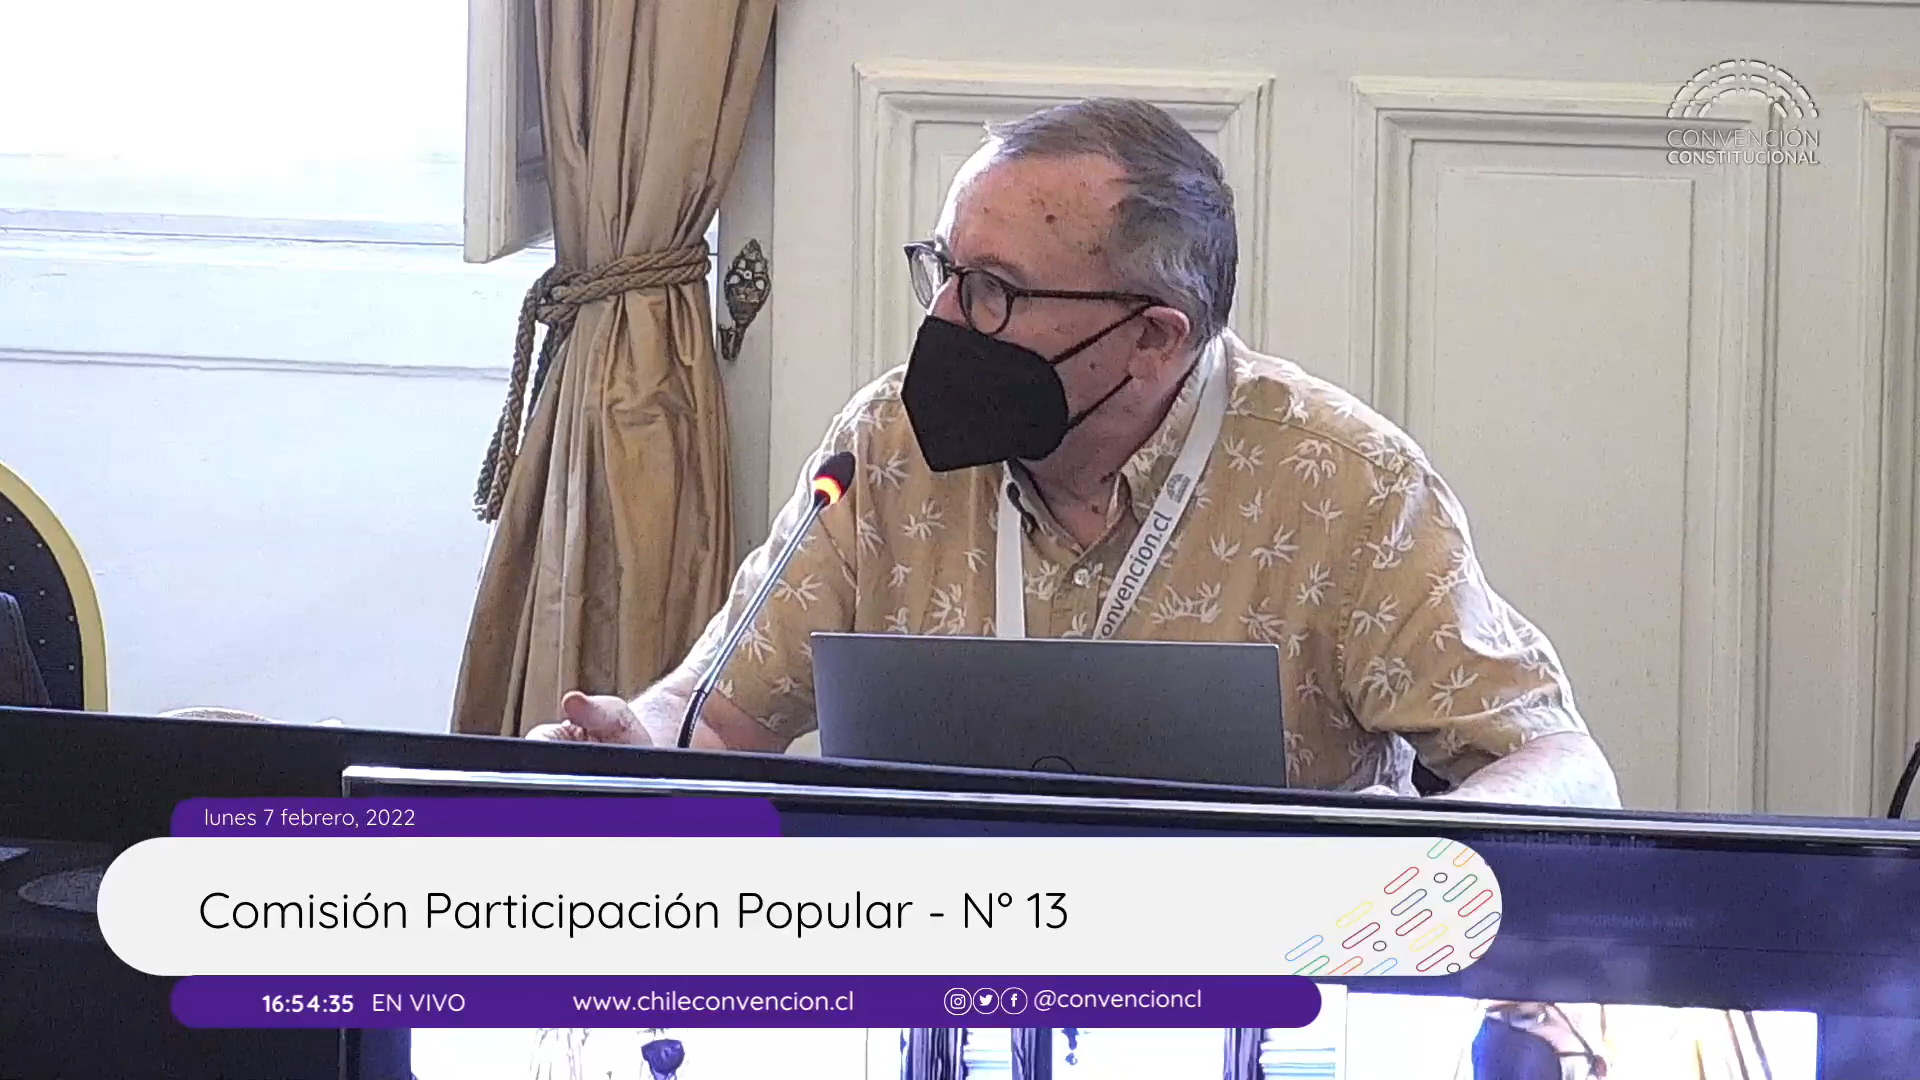 CONVENCIÓN
CONSTITUCIONAL
convencion.cl
lunes 7 febrero, 2022
Comisión Participación Popular - N° 13
16:54:35 EN VIVO www.chileconvencion.cl @convencioncl